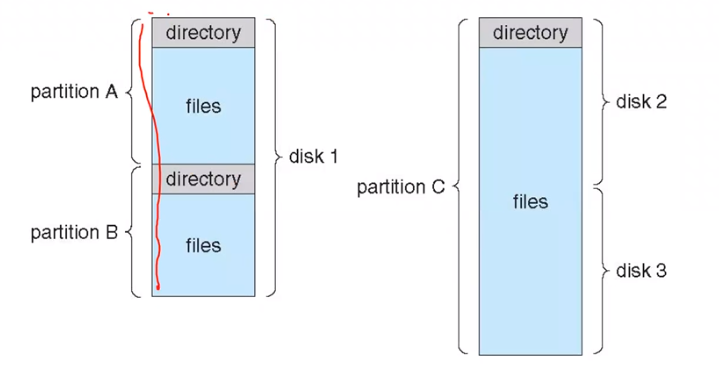 directory
partition A
files
disk 1
directory
partition B
files
directory
disk 2
partition C
files
disk 3